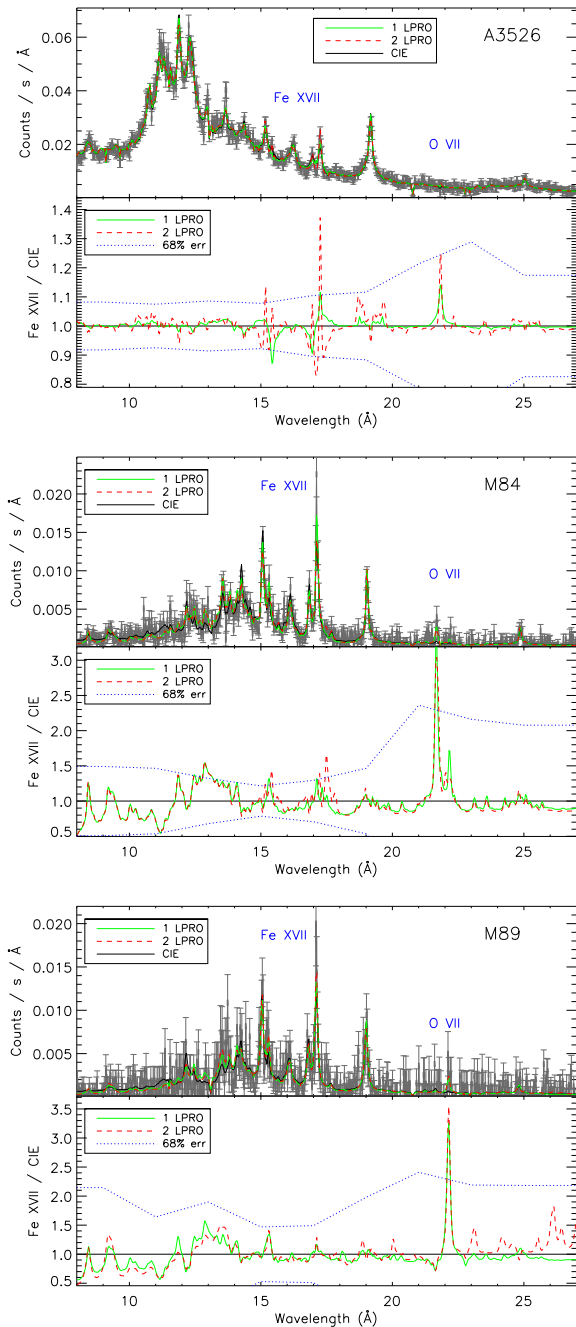 1 LPRO
2 LPRO
CIE
A3526
Fe XVII
O VII
Counts / s / Å
0.06
0.04
0.02
1 LPRO
2 LPRO
68% err
Fe XVII / CIE
1.4
1.3
1.2
1.1
1.0
0.9
0.8
10 15 20 25
Wavelength (Å)
1 LPRO
2 LPRO
CIE
Fe XVII
M84
O VII
Counts / s / Å
0.020
0.015
0.010
0.005
1 LPRO
2 LPRO
68% err
Fe XVII / CIE
3.0
2.5
2.0
1.5
1.0
0.5
10 15 20 25
Wavelength (Å)
1 LPRO
2 LPRO
CIE
Fe XVII
M89
O VII
Counts / s / Å
0.020
0.015
0.010
0.005
1 LPRO
2 LPRO
68% err
Fe XVII / CIE
3.5
3.0
2.5
2.0
1.5
1.0
0.5
10 15 20 25
Wavelength (Å)